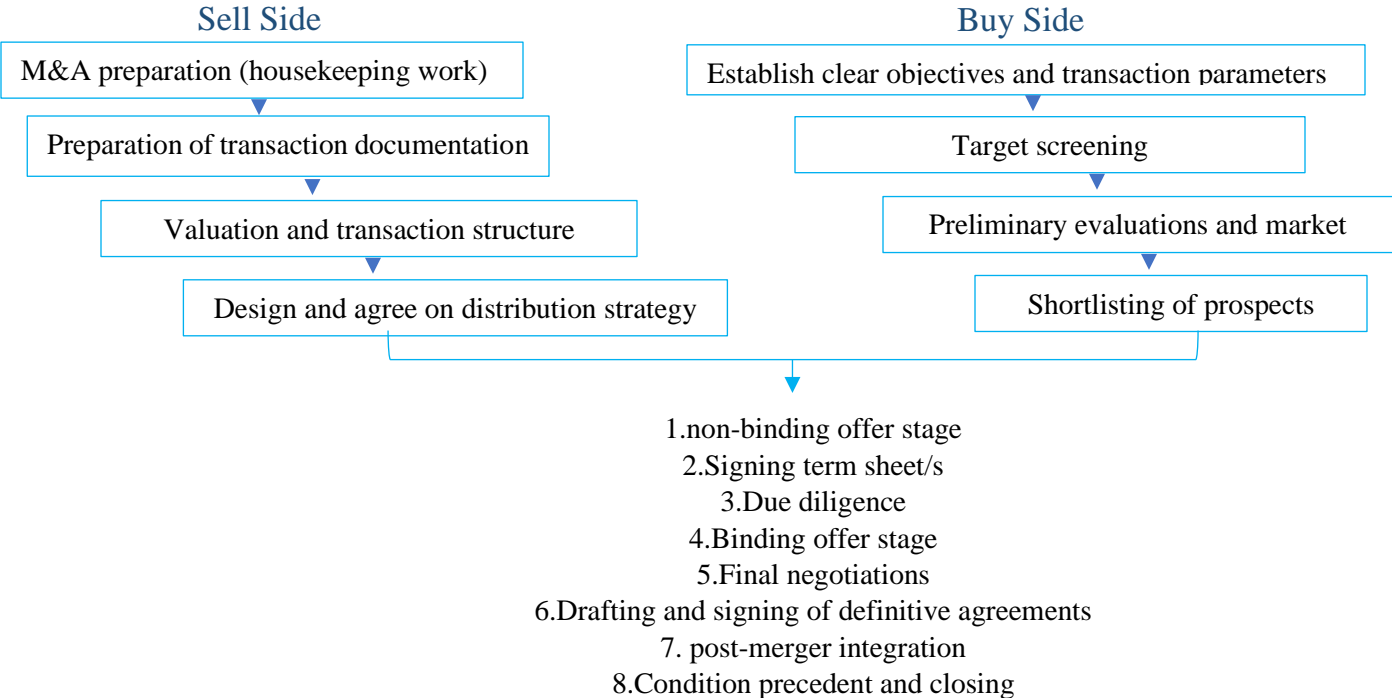 Sell Side
M&A preparation (housekeeping work)
Preparation of transaction documentation
Valuation and transaction structure
Design and agree on distribution strategy
Buy Side
Establish clear objectives and transaction parameters
Target screening
Preliminary evaluations and market
Shortlisting of prospects
1.non-binding offer stage
2.Signing term sheet/s
3.Due diligence
4.Binding offer stage
5.Final negotiations
6.Drafting and signing of definitive agreements
7. post-merger integration
8.Condition precedent and closing